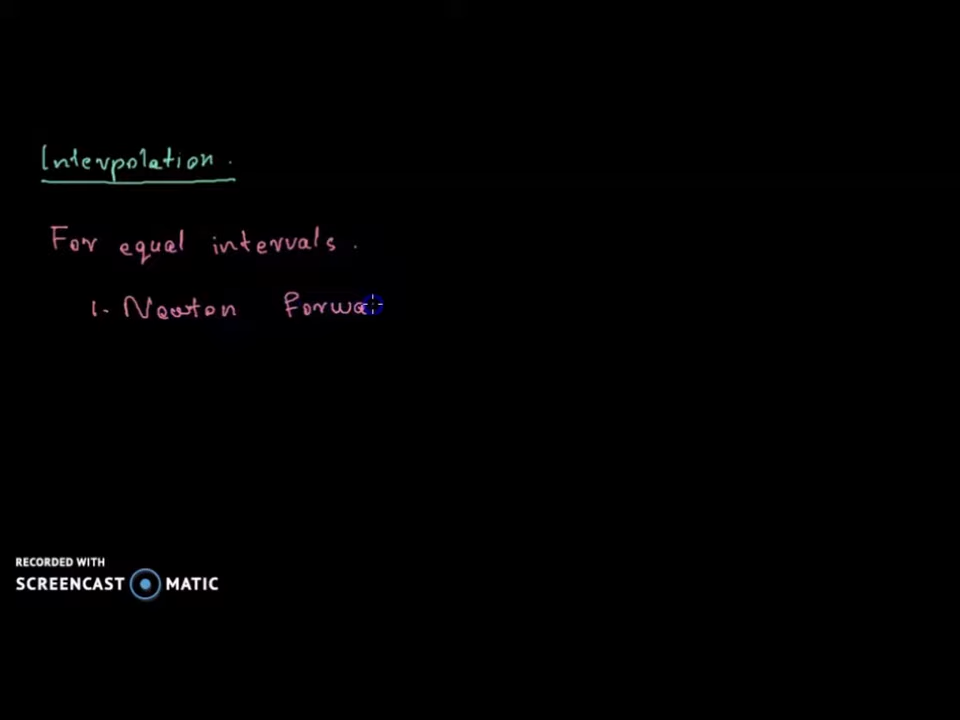 Interpolation.
For equal intervals.
1. Newton Forwa
RECORDED WITH
SCREENCAST MATIC